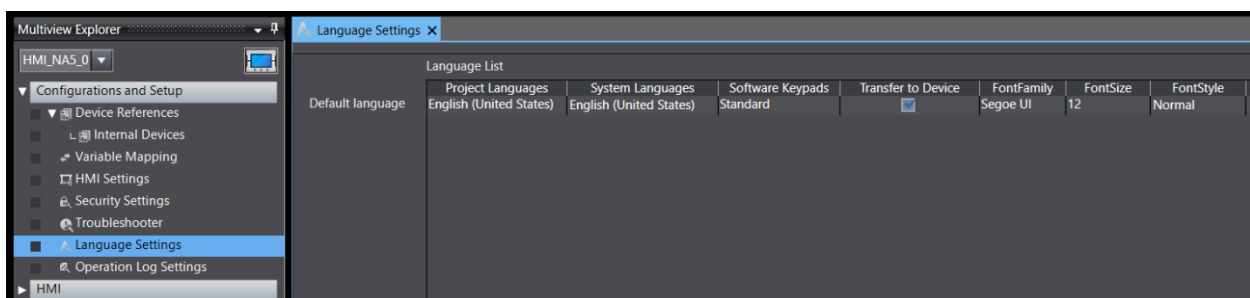 Multiview Explorer
Language Settings
HMI_NA5_0
Language List
Configurations and Setup
Project Languages System Languages Software Keypads Transfer to Device FontFamily FontSize FontStyle
Default language English (United States) English (United States) Standard Segoe UI 12 Normal
Device References
Internal Devices
Variable Mapping
HMI Settings
Security Settings
Troubleshooter
Language Settings
Operation Log Settings
HMI